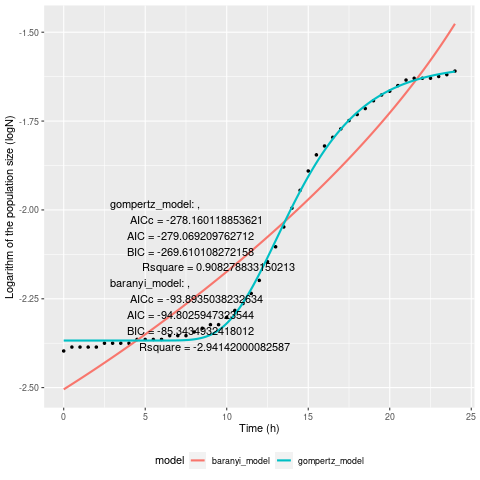 -1.50
-1.75
-2.00
-2.25
-2.50
Logarithm of the population size (logN)
gompertz_model: ,
AICc = -278.160118853621
AIC = -279.069209762712
BIC = -269.610108272158
Rsquare = 0.908278833150213
baranyi_model: ,
AICc = -93.8935038232634
AIC = -94.8025947323544
BIC = -85.3434932418012
Rsquare = -2.94142000082587
0
5
10
15
20
25
Time (h)
model
baranyi_model
gompertz_model